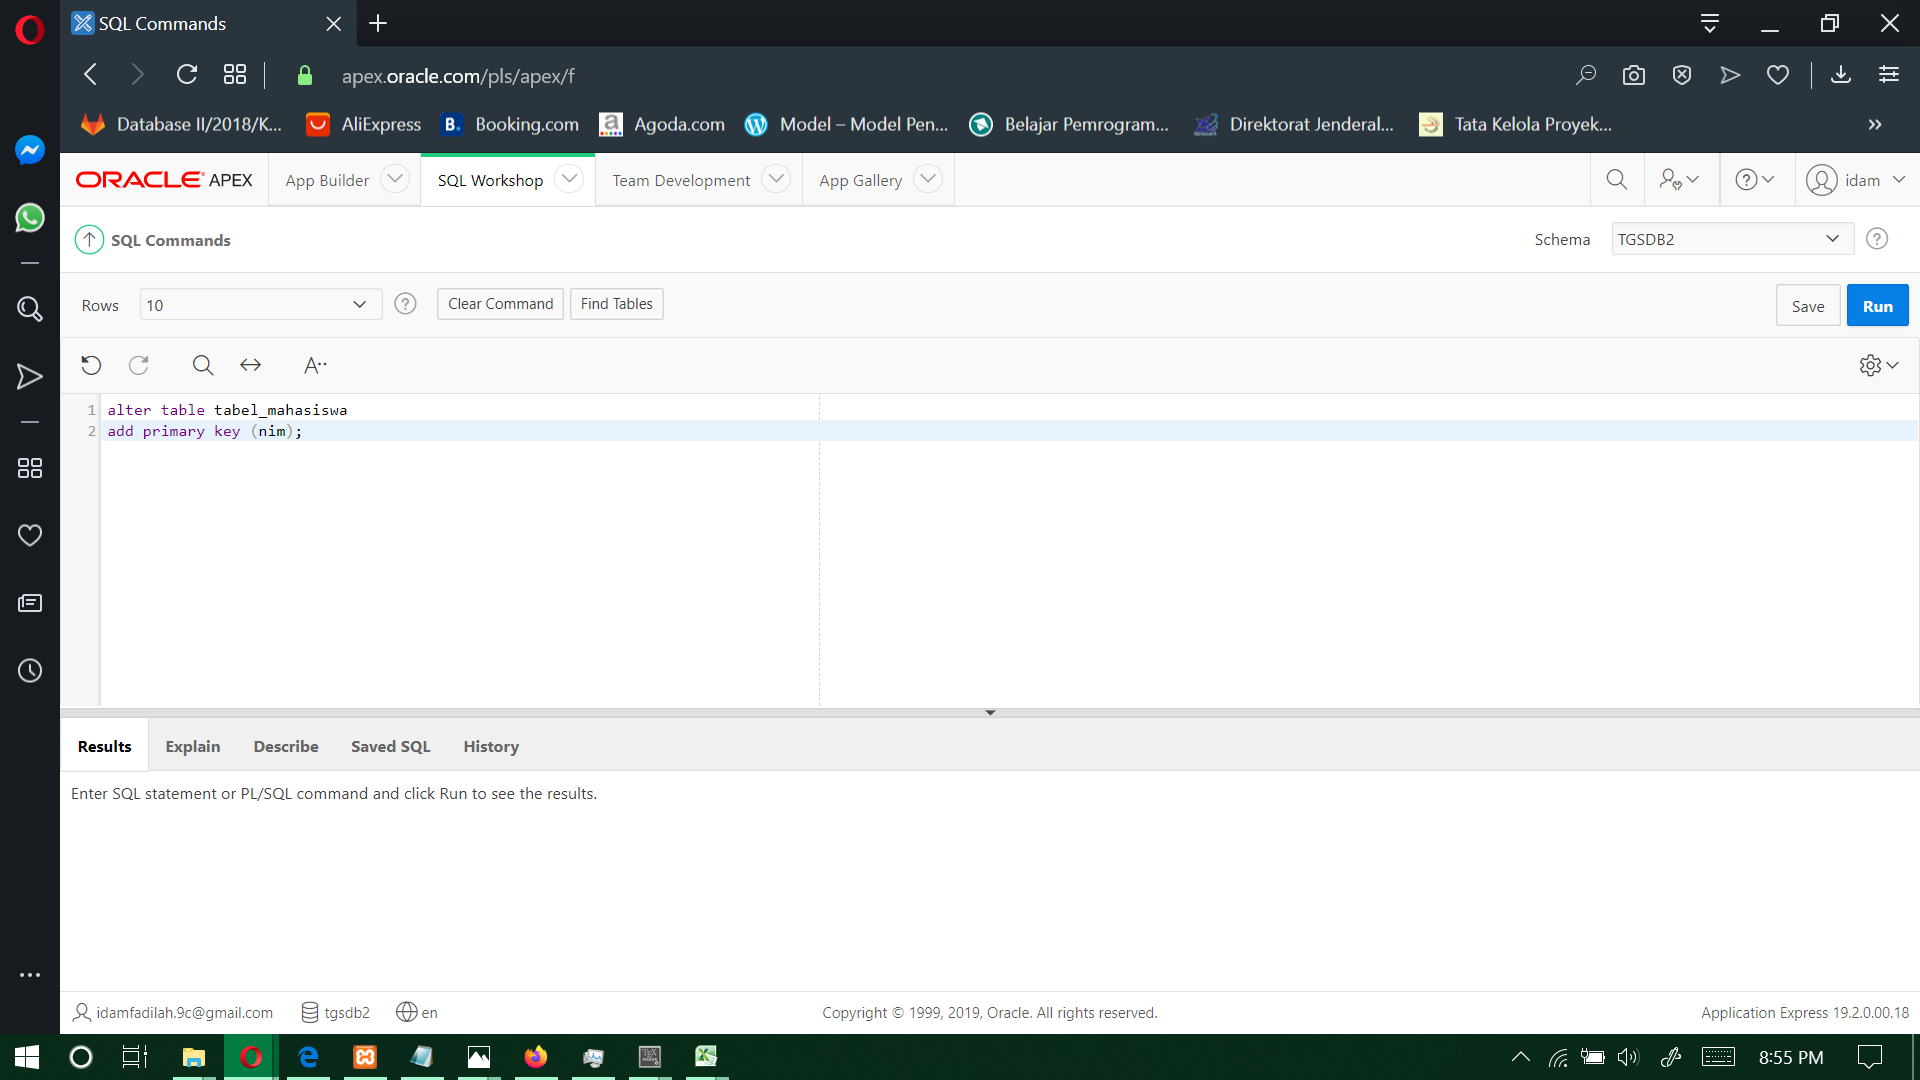 SQL Commands
apex.oracle.com/pls/apex/f
Database II/2018/K... AliExpress B. Booking.com a Agoda.com Model – Model Pen... Belajar Pemrogram... Direktorat Jenderal... Tata Kelola Proyek...
ORACLE APEX App Builder SQL Workshop Team Development App Gallery idam
SQL Commands Schema TGSDB2
Rows 10 Clear Command Find Tables Save Run
A··
1 alter table tabel_mahasiswa
2 add primary key (nim);
Results Explain Describe Saved SQL History
Enter SQL statement or PL/SQL command and click Run to see the results.
idamfadilah.9c@gmail.com tgsdb2 en Copyright © 1999, 2019, Oracle. All rights reserved. Application Express 19.2.0.00.18
8:55 PM